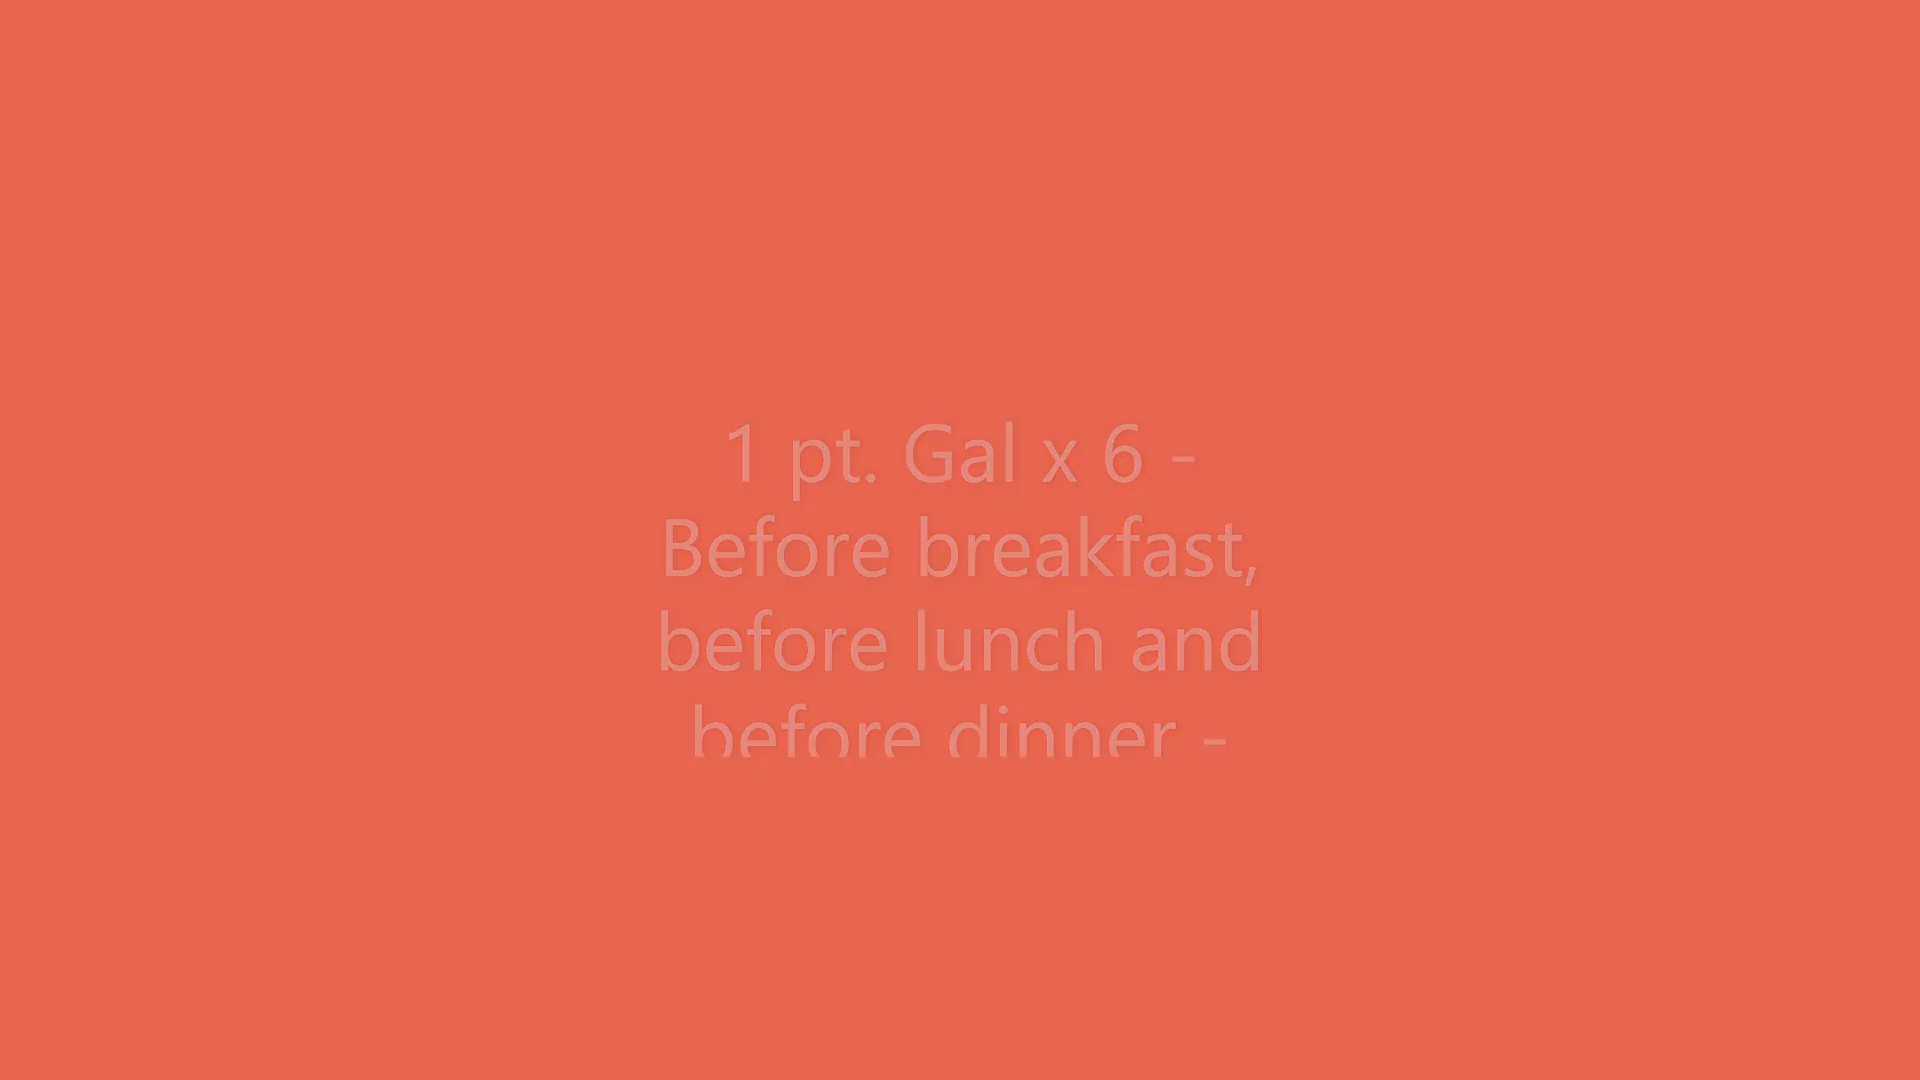 1 pt. Gal x 6 -
Before breakfast,
before lunch and
before dinner -